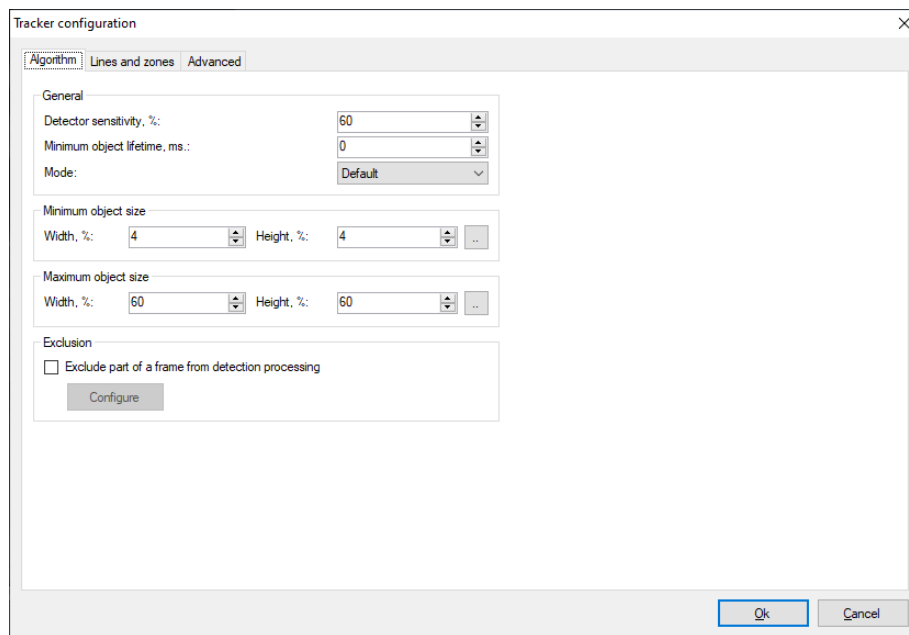 Tracker configuration
Algorithm Lines and zones Advanced
General
Detector sensitivity, %: 60
Minimum object lifetime, ms.: 0
Mode: Default
Minimum object size
Width, %: 4 Height, %: 4 ..
Maximum object size
Width, %: 60 Height, %: 60 ..
Exclusion
Exclude part of a frame from detection processing
Configure
Ok Cancel